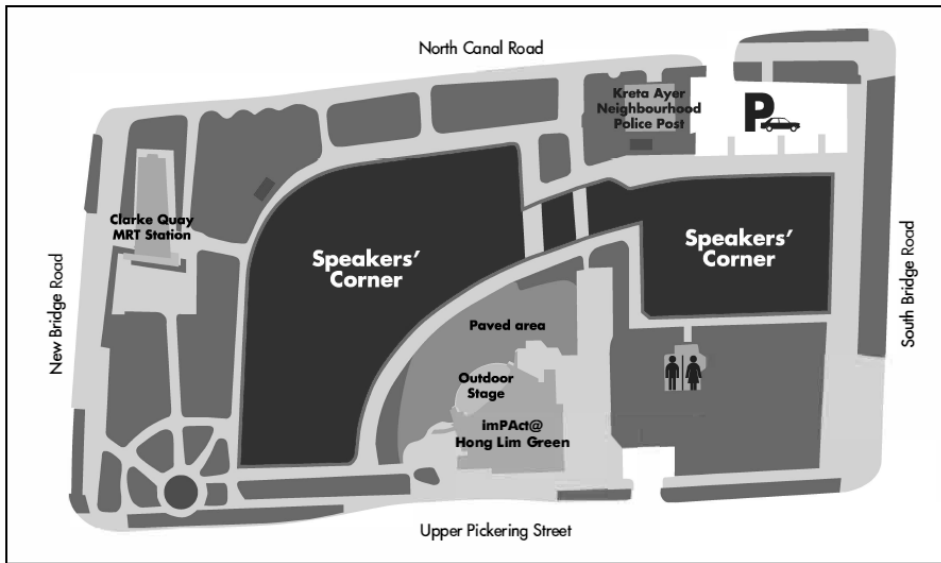 North Canal Road
Kreta Ayer
Neighbourhood
Police Post
P
Clarke Quay
MRT Station
Speakers'
Corner
Speakers'
Corner
New Bridge Road
South Bridge Road
Paved area
Outdoor
Stage
imPAct@
Hong Lim Green
Upper Pickering Street